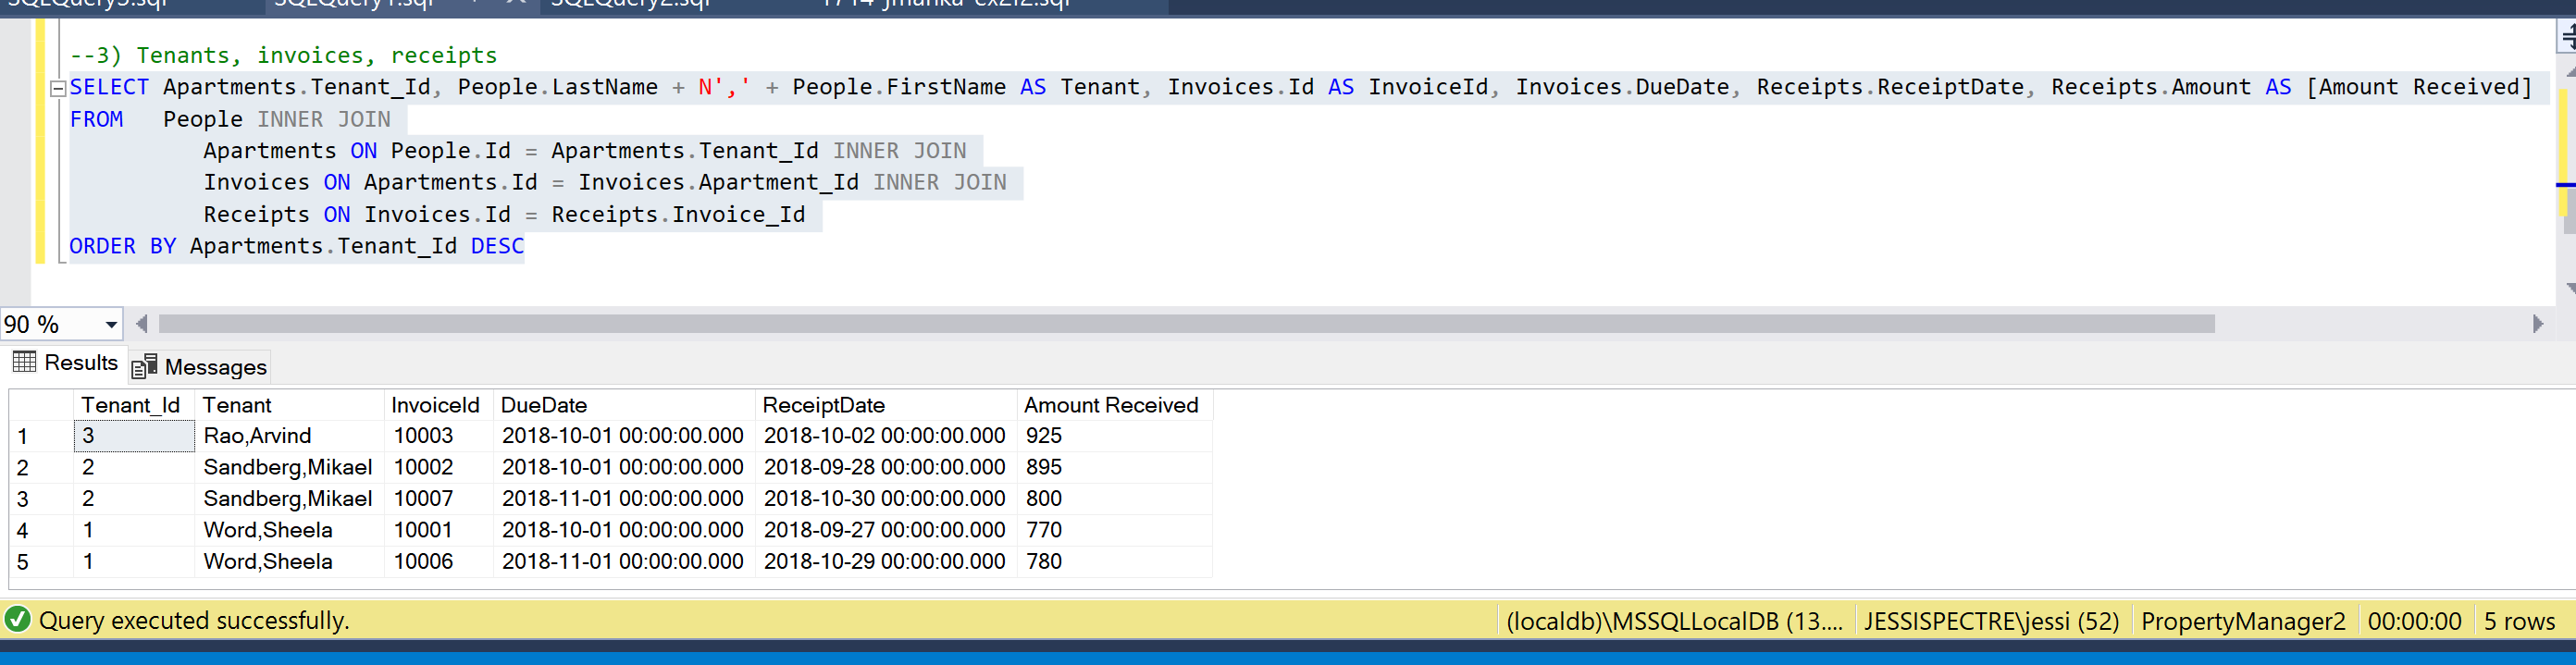 SQLQuery1.sql
SQLQuery2.sql
--3) Tenants, invoices, receipts
SELECT Apartments.Tenant_Id, People.LastName + N',' + People.FirstName AS Tenant, Invoices.Id AS InvoiceId, Invoices.DueDate, Receipts.ReceiptDate, Receipts.Amount AS [Amount Received]
FROM People INNER JOIN
Apartments ON People.Id = Apartments.Tenant_Id INNER JOIN
Invoices ON Apartments.Id = Invoices.Apartment_Id INNER JOIN
Receipts ON Invoices.Id = Receipts.Invoice_Id
ORDER BY Apartments.Tenant_Id DESC
90 %
Results Messages
Tenant_Id Tenant InvoiceId DueDate ReceiptDate Amount Received
1 3 Rao,Arvind 10003 2018-10-01 00:00:00.000 2018-10-02 00:00:00.000 925
2 2 Sandberg,Mikael 10002 2018-10-01 00:00:00.000 2018-09-28 00:00:00.000 895
3 2 Sandberg,Mikael 10007 2018-11-01 00:00:00.000 2018-10-30 00:00:00.000 800
4 1 Word,Sheela 10001 2018-10-01 00:00:00.000 2018-09-27 00:00:00.000 770
5 1 Word,Sheela 10006 2018-11-01 00:00:00.000 2018-10-29 00:00:00.000 780
Query executed successfully. (localdb)\MSSQLLocalDB (13.... JESSISPECTRE\jessi (52) PropertyManager2 00:00:00 5 rows